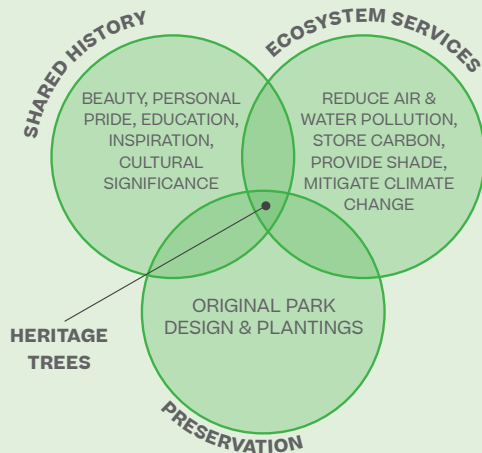 SHARED HISTORY
ECOSYSTEM SERVICES
BEAUTY, PERSONAL
PRIDE, EDUCATION,
INSPIRATION,
CULTURAL
SIGNIFICANCE
REDUCE AIR &
WATER POLLUTION,
STORE CARBON,
PROVIDE SHADE,
MITIGATE CLIMATE
CHANGE
ORIGINAL PARK
DESIGN & PLANTINGS
HERITAGE
TREES
PRESERVATION